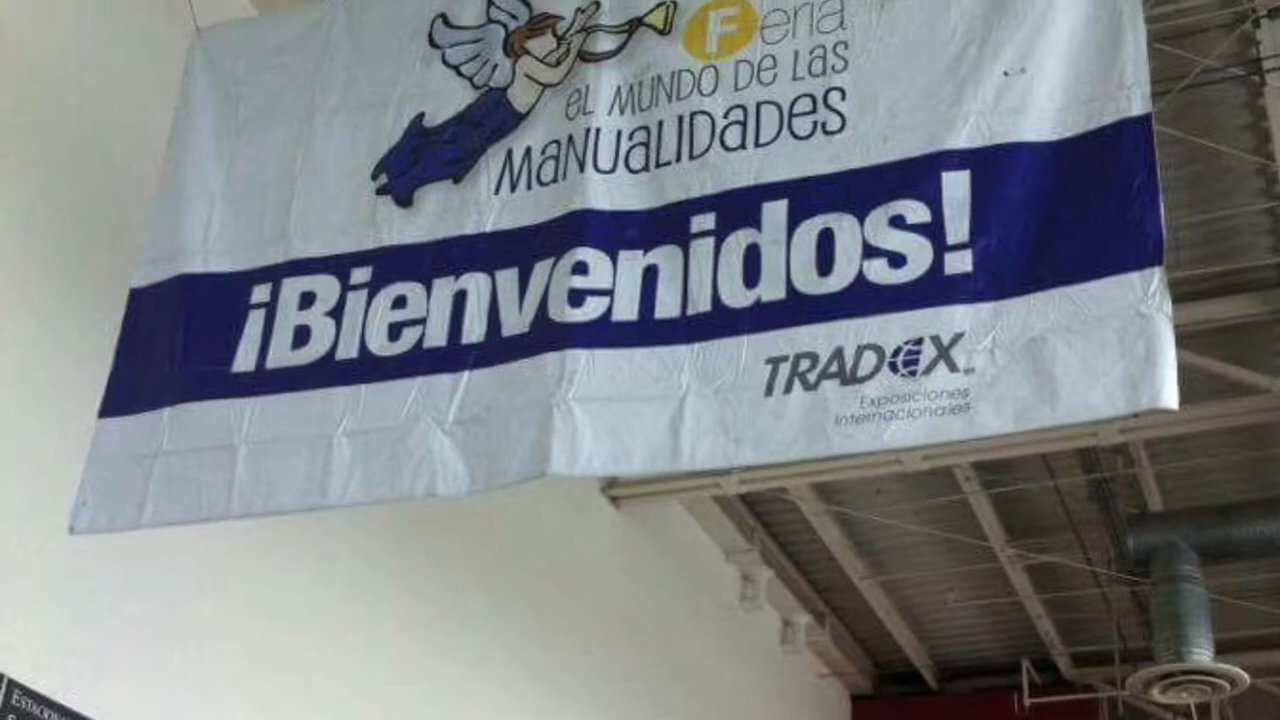 Feria
EL MUNDO DE LAS
MANUALIDADES
¡Bienvenidos!
TRADEX
Exposiciones
Internacionales